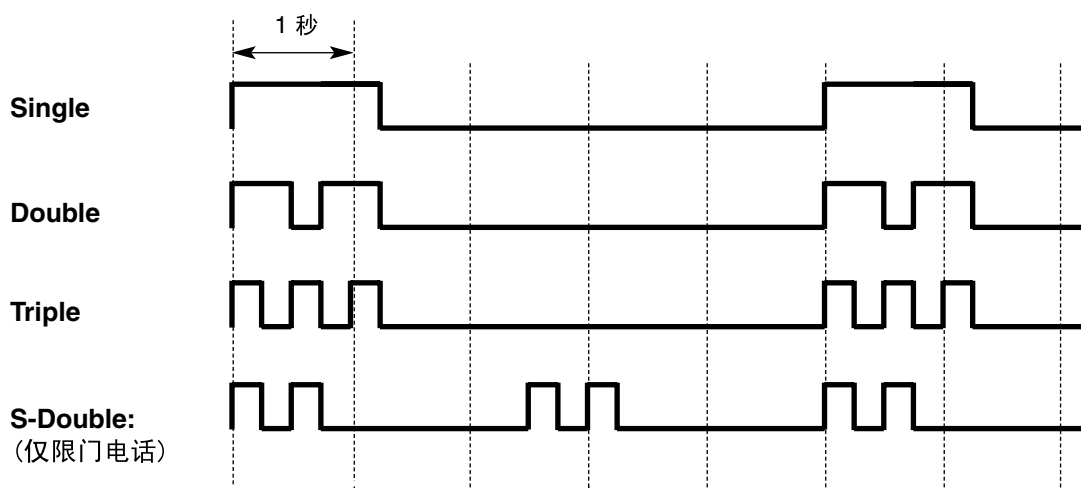 1 秒
Single
Double
Triple
S-Double:
(仅限门电话)